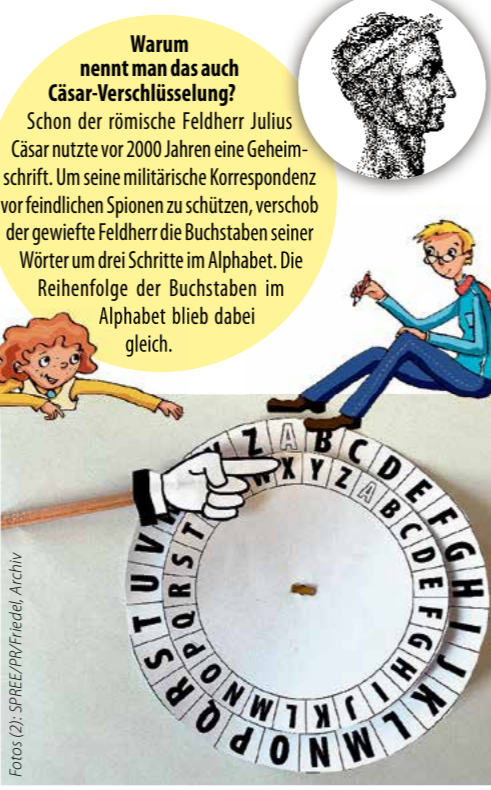 Warum
nennt man das auch
Cäsar-Verschlüsselung?
Schon der römische Feldherr Julius
Cäsar nutzte vor 2000 Jahren eine Geheim-
schrift. Um seine militärische Korrespondenz
vor feindlichen Spionen zu schützen, verschob
der gewiefte Feldherr die Buchstaben seiner
Wörter um drei Schritte im Alphabet. Die
Reihenfolge der Buchstaben im
Alphabet blieb dabei
gleich.
Z A B C D E F G H I J K L M N O P Q R S T U V
X Y Z A B C D E F G H I J K L M N O P Q R S T
Fotos (2): SPREE/PR/Friedel, Archiv